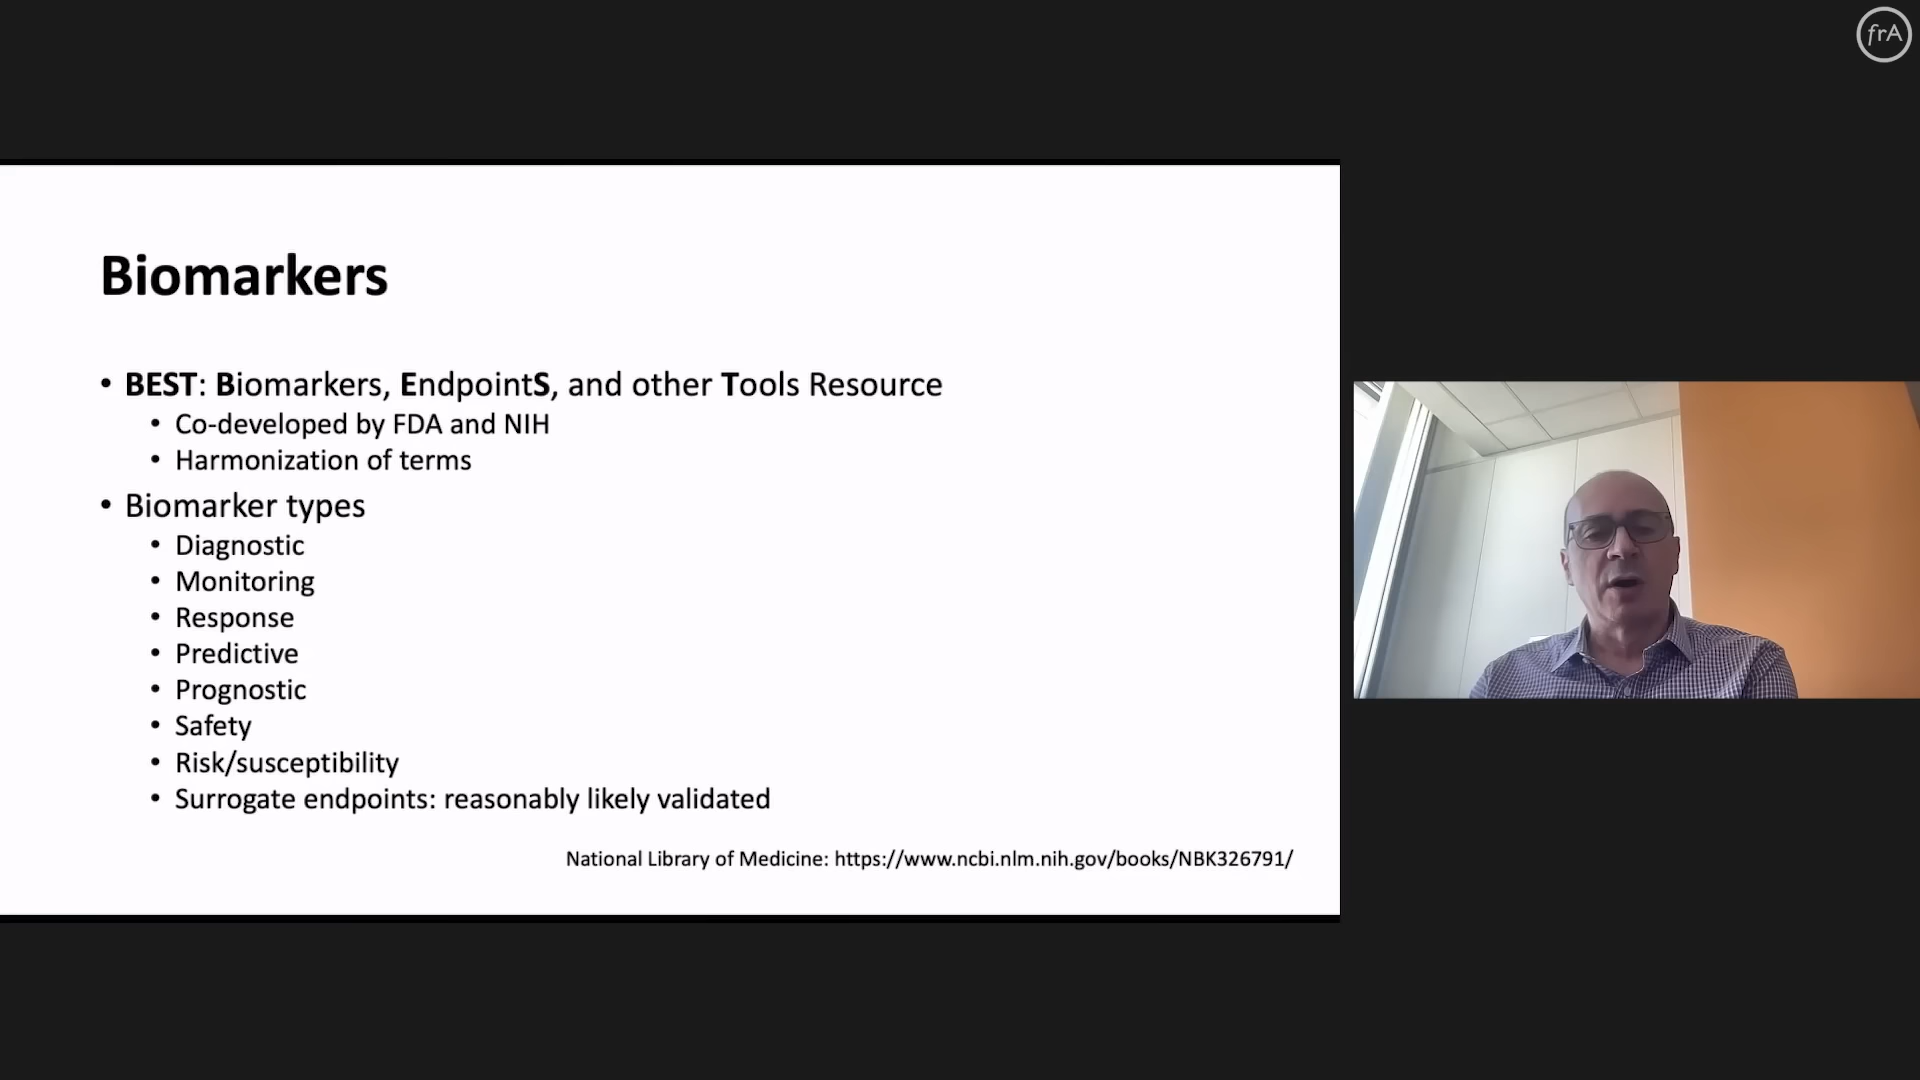 frA
Biomarkers
• BEST: Biomarkers, EndpointS, and other Tools Resource
• Co-developed by FDA and NIH
• Harmonization of terms
• Biomarker types
• Diagnostic
• Monitoring
• Response
• Predictive
• Prognostic
• Safety
• Risk/susceptibility
• Surrogate endpoints: reasonably likely validated
National Library of Medicine: https://www.ncbi.nlm.nih.gov/books/NBK326791/